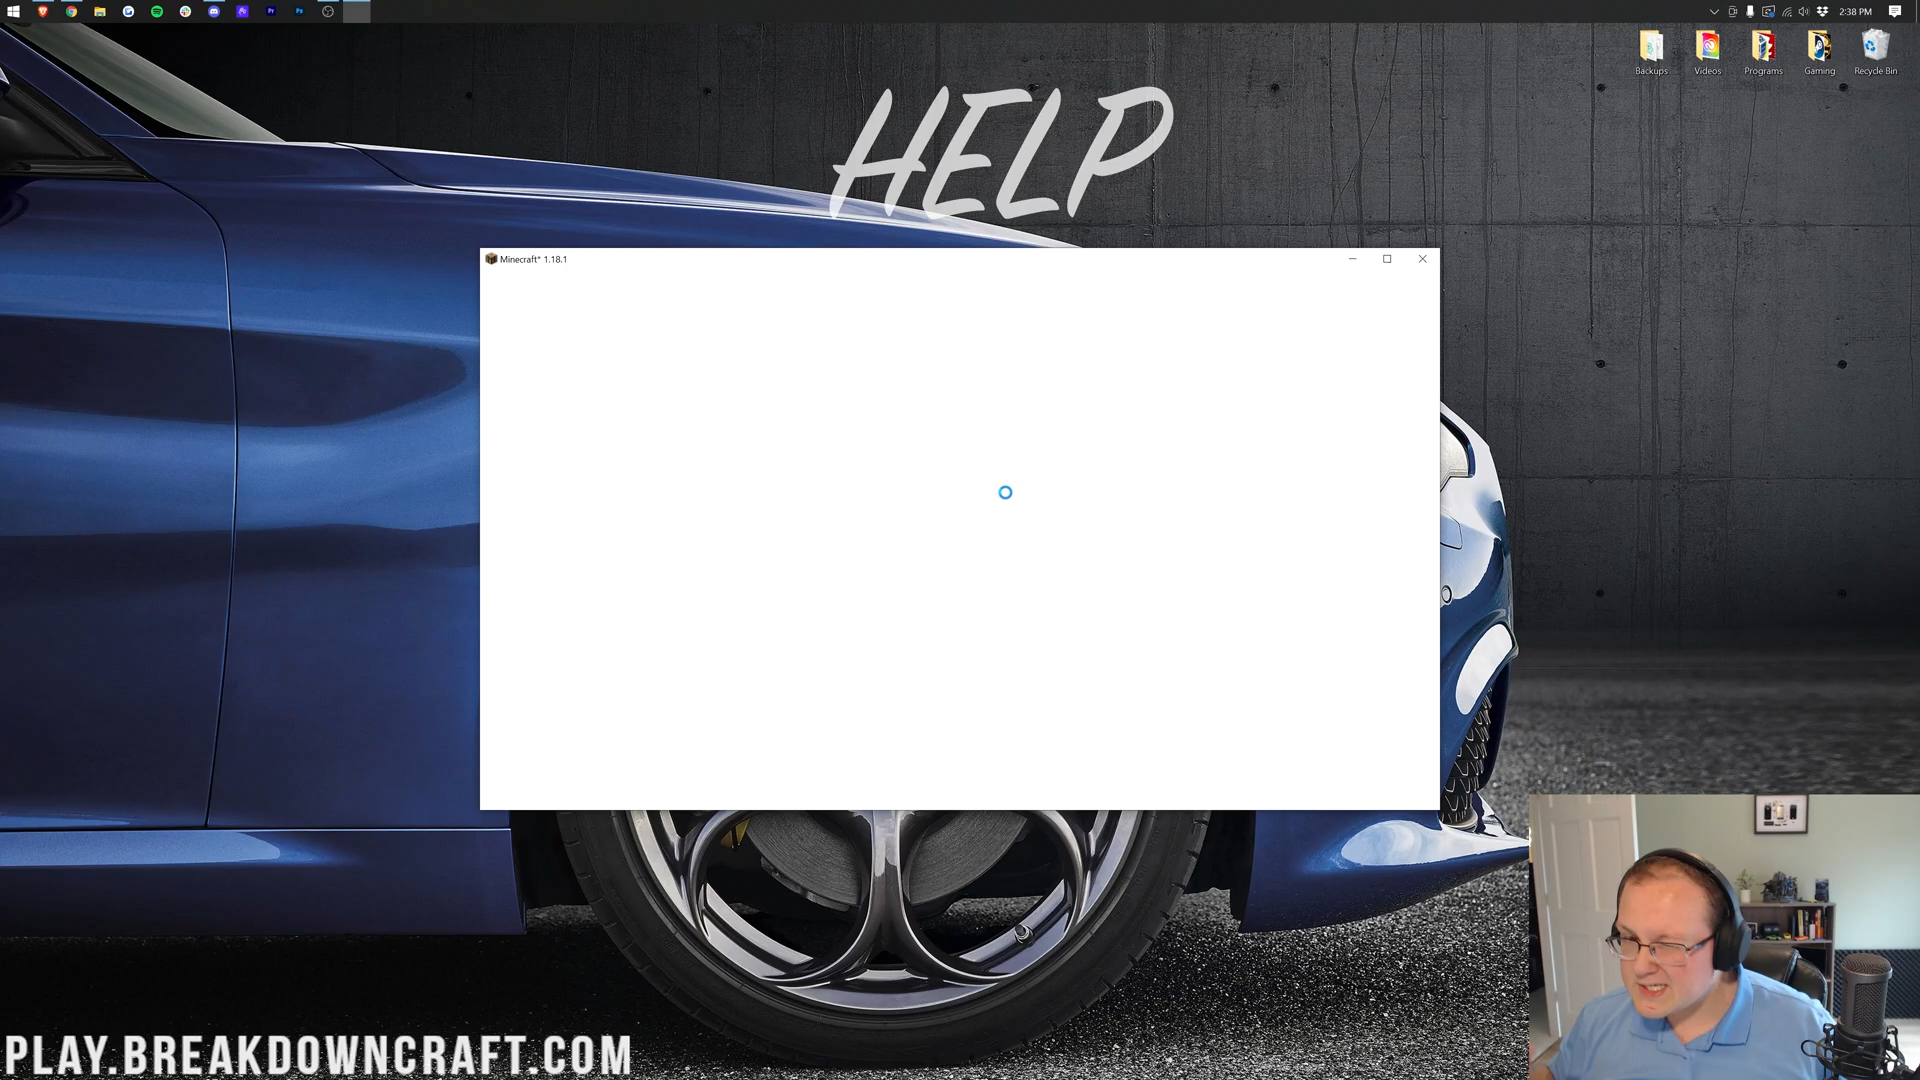 2:38 PM
Backups
Videos
Programs
Gaming
Recycle Bin
HELP
Minecraft* 1.18.1
PLAY.BREAKDOWNCRAFT.COM